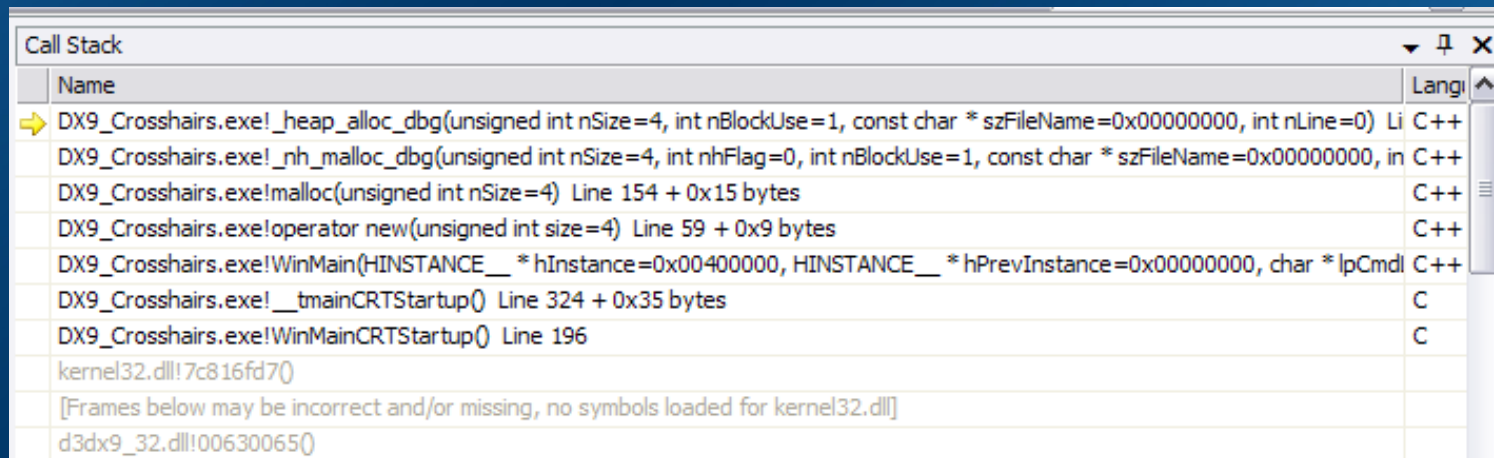 Call Stack
Name Langu
DX9_Crosshairs.exe!_heap_alloc_dbg(unsigned int nSize=4, int nBlockUse=1, const char * szFileName=0x00000000, int nLine=0) Li C++
DX9_Crosshairs.exe!_nh_malloc_dbg(unsigned int nSize=4, int nhFlag=0, int nBlockUse=1, const char * szFileName=0x00000000, in C++
DX9_Crosshairs.exe!malloc(unsigned int nSize=4) Line 154 + 0x15 bytes C++
DX9_Crosshairs.exe!operator new(unsigned int size=4) Line 59 + 0x9 bytes C++
DX9_Crosshairs.exe!WinMain(HINSTANCE__ * hInstance=0x00400000, HINSTANCE__ * hPrevInstance=0x00000000, char * lpCmdl C++
DX9_Crosshairs.exe!__tmainCRTStartup() Line 324 + 0x35 bytes C
DX9_Crosshairs.exe!WinMainCRTStartup() Line 196 C
kernel32.dll!7c816fd7()
[Frames below may be incorrect and/or missing, no symbols loaded for kernel32.dll]
d3dx9_32.dll!00630065()